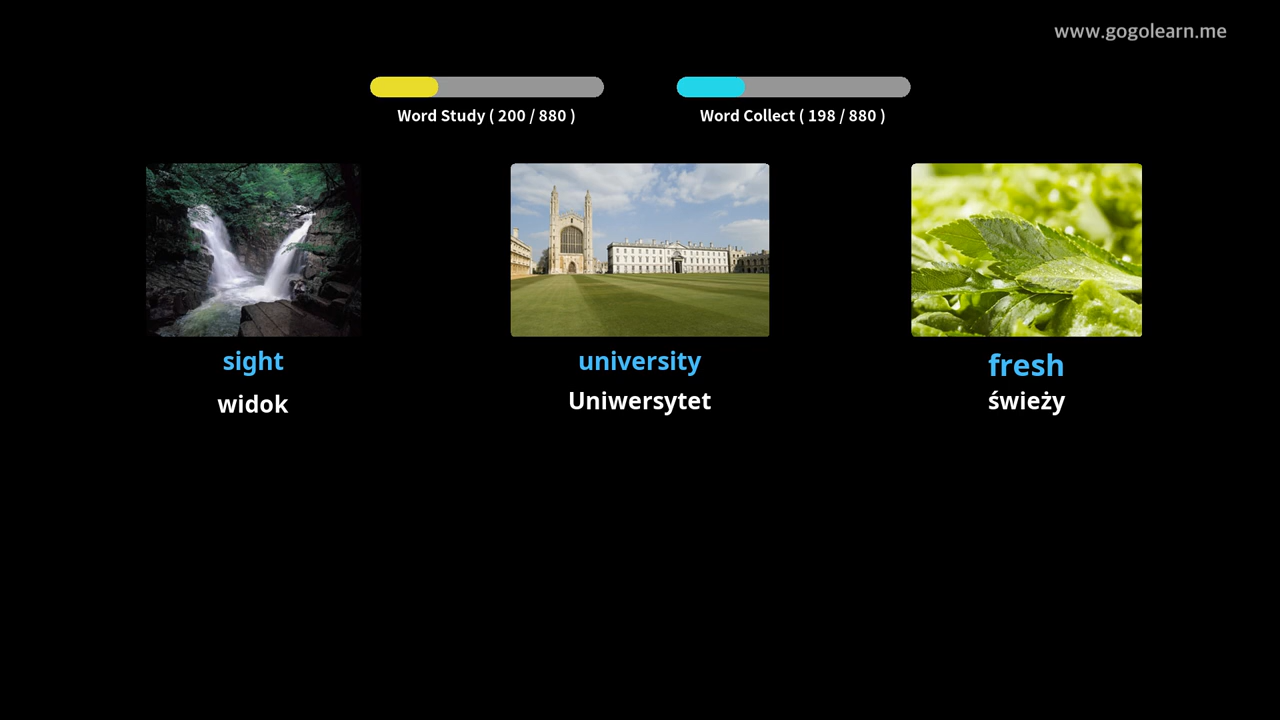 www.gogolearn.me
Word Study ( 200 / 880 )
Word Collect ( 198 / 880 )
sight
widok
university
Uniwersytet
fresh
świeży